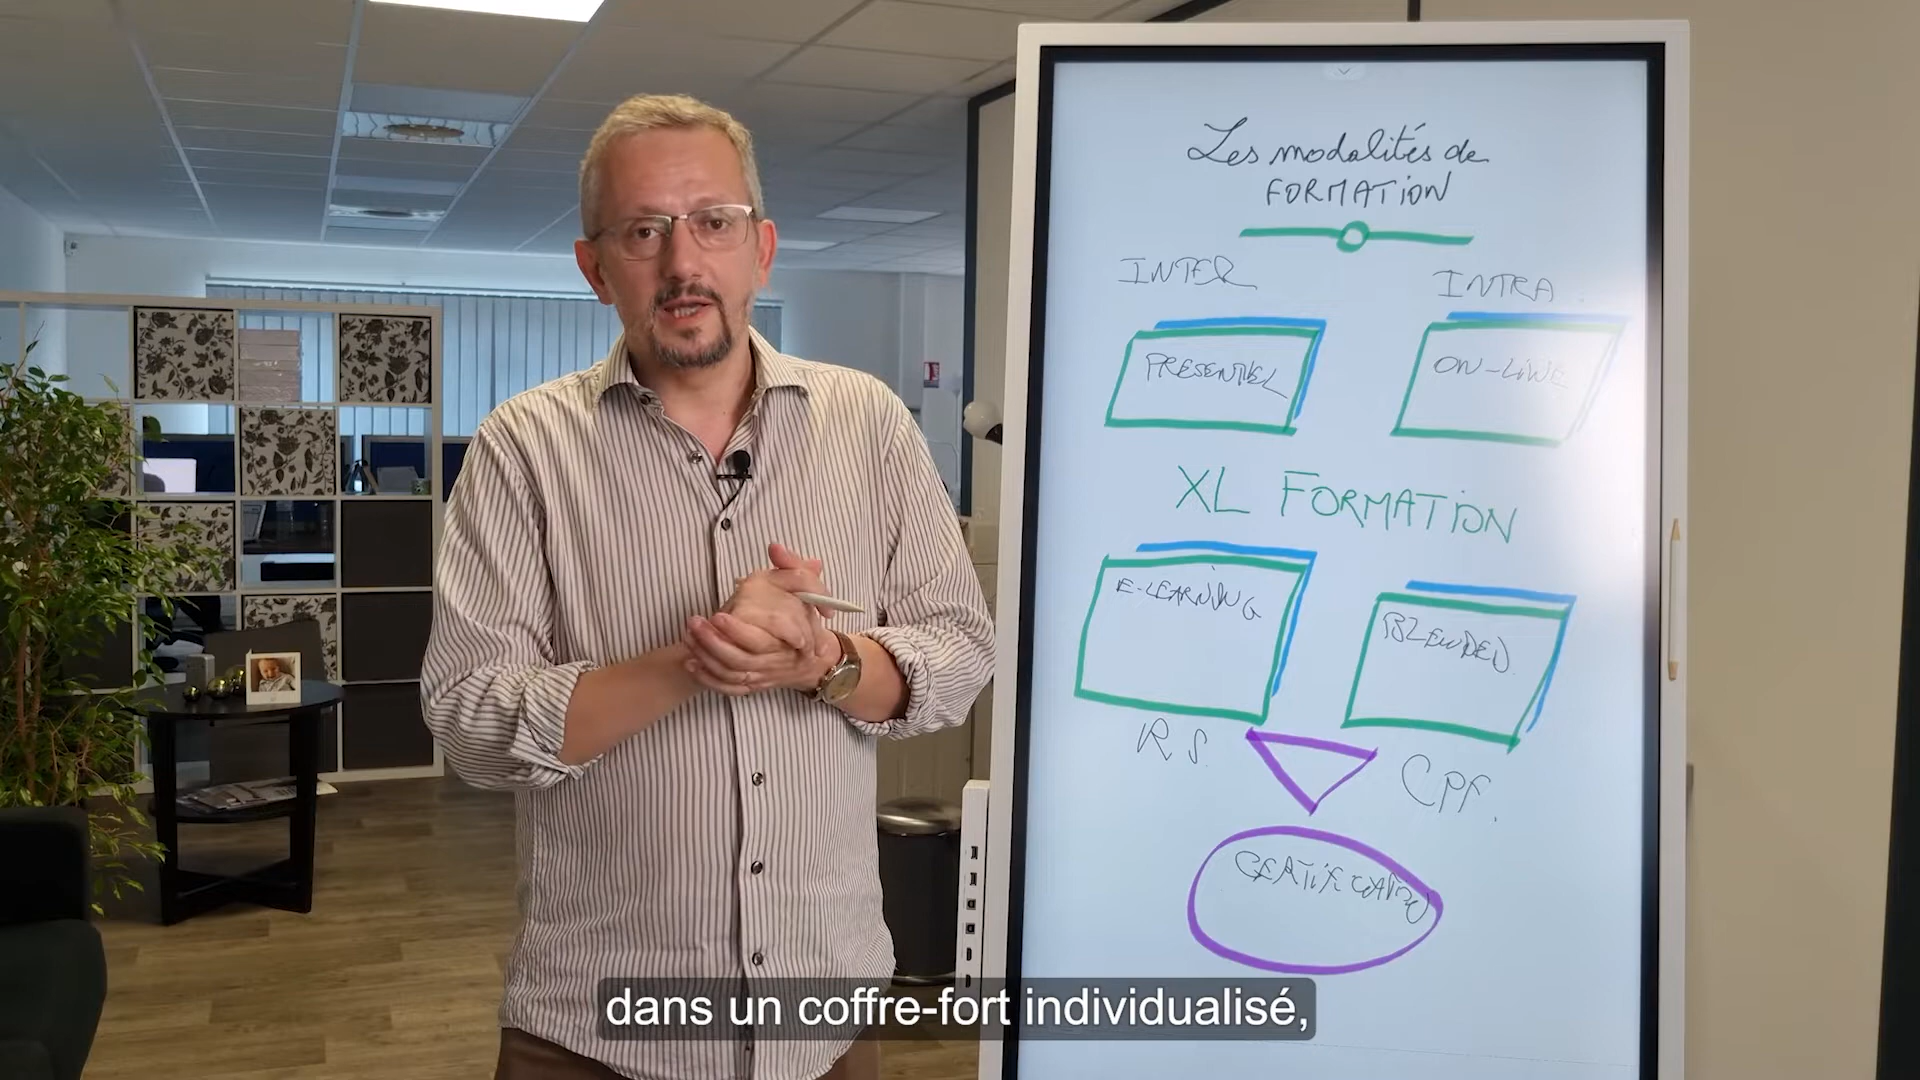 Les modalités de
FORMATION
INTER
INTRA
PRESENTIEL
ON-LINE
XL FORMATION
E-LEARNING
BLENDED
RS
CPF.
CERTIFICATION
dans un coffre-fort individualisé,